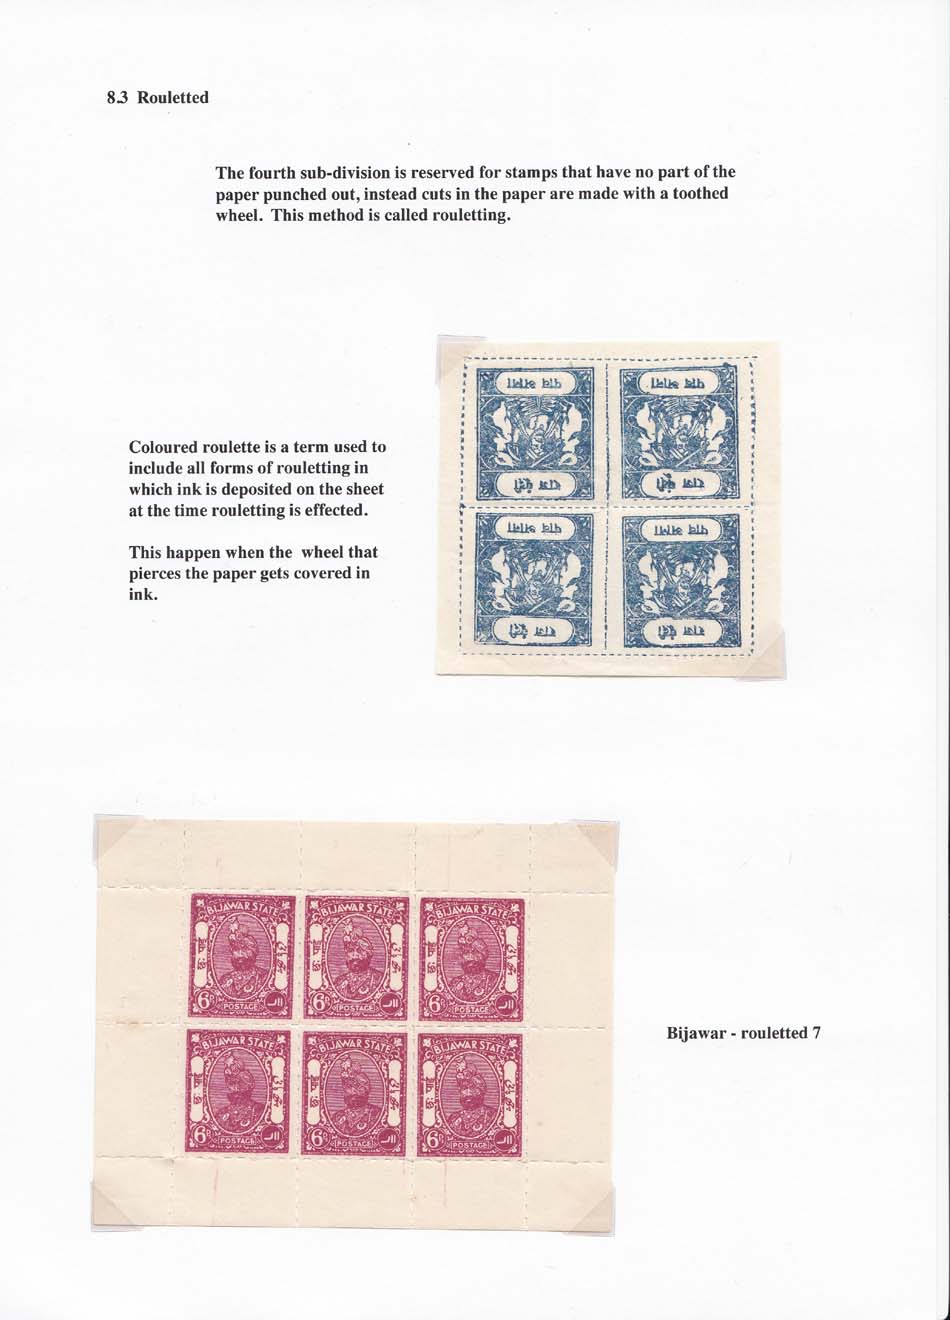 8.3 Rouletted
The fourth sub-division is reserved for stamps that have no part of the
paper punched out, instead cuts in the paper are made with a toothed
wheel. This method is called rouletting.
Coloured roulette is a term used to
include all forms of rouletting in
which ink is deposited on the sheet
at the time rouletting is effected.
This happen when the wheel that
pierces the paper gets covered in
ink.
पाव आना
पाव आना
राज बूंदी
राज बूंदी
पाव आना
पाव आना
राज बूंदी
राज बूंदी
BIJAWAR STATE
6P
POSTAGE
BIJAWAR STATE
6P
POSTAGE
BIJAWAR STATE
6P
POSTAGE
BIJAWAR STATE
6P
POSTAGE
BIJAWAR STATE
6P
POSTAGE
BIJAWAR STATE
6P
POSTAGE
Bijawar - rouletted 7